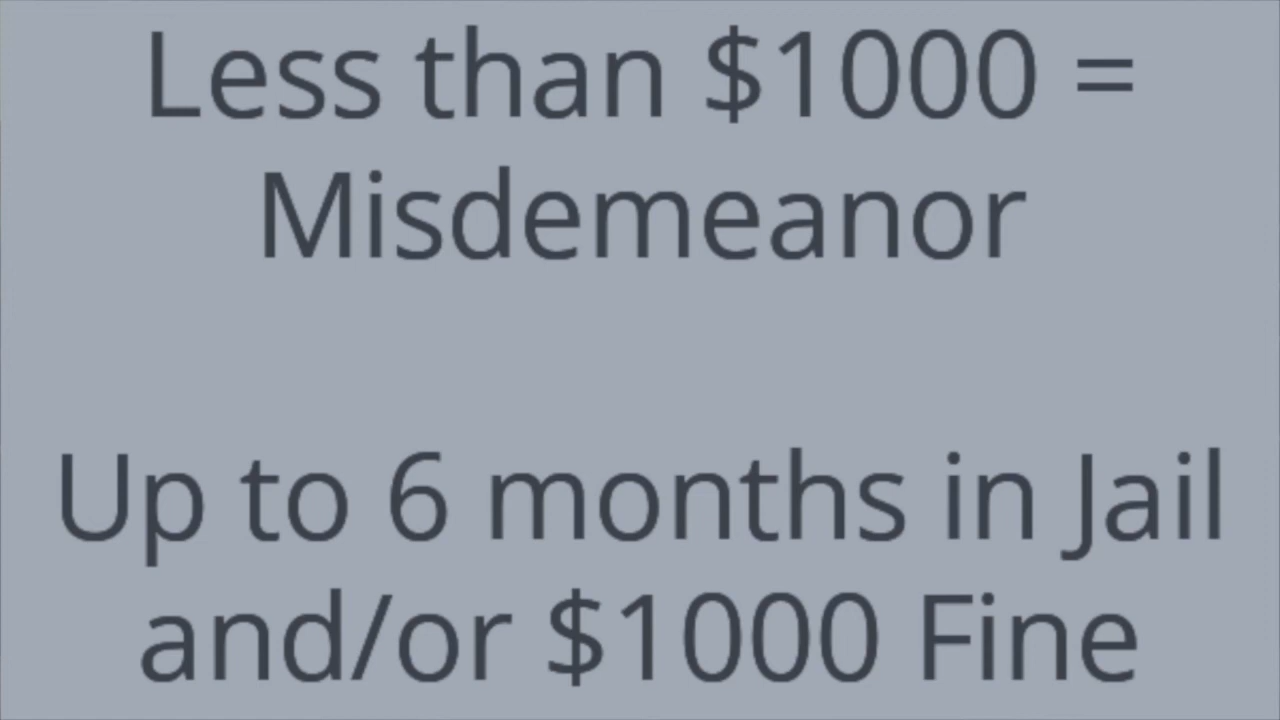 Less than $1000 =
Misdemeanor
Up to 6 months in Jail
and/or $1000 Fine